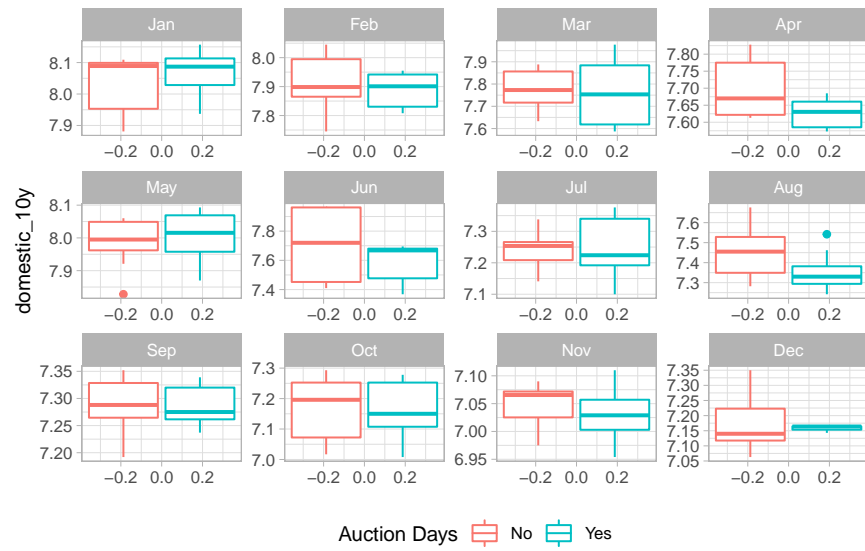 Jan Feb Mar Apr
8.1 8.0 7.9 7.80
8.0 7.9 7.8 7.75
7.9 7.8 7.7 7.70
7.6 7.65
7.60
−0.2 0.0 0.2 −0.2 0.0 0.2 −0.2 0.0 0.2 −0.2 0.0 0.2
May Jun Jul Aug
8.1 7.8 7.3 7.6
8.0 7.6 7.2 7.5
7.9 7.4 7.1 7.4
7.3
−0.2 0.0 0.2 −0.2 0.0 0.2 −0.2 0.0 0.2 −0.2 0.0 0.2
domestic_10y
Sep Oct Nov Dec
7.35 7.3 7.10 7.35
7.30 7.2 7.05 7.30
7.25 7.1 7.00 7.25
7.20 7.0 6.95 7.20
7.15
7.10
7.05
−0.2 0.0 0.2 −0.2 0.0 0.2 −0.2 0.0 0.2 −0.2 0.0 0.2
Auction Days No Yes